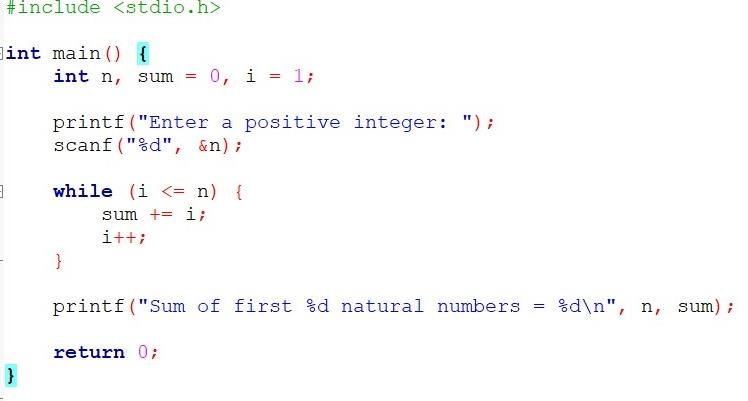 #include <stdio.h>
int main() {
int n, sum = 0, i = 1;
printf("Enter a positive integer: ");
scanf("%d", &n);
while (i <= n) {
sum += i;
i++;
}
printf("Sum of first %d natural numbers = %d\n", n, sum);
return 0;
}